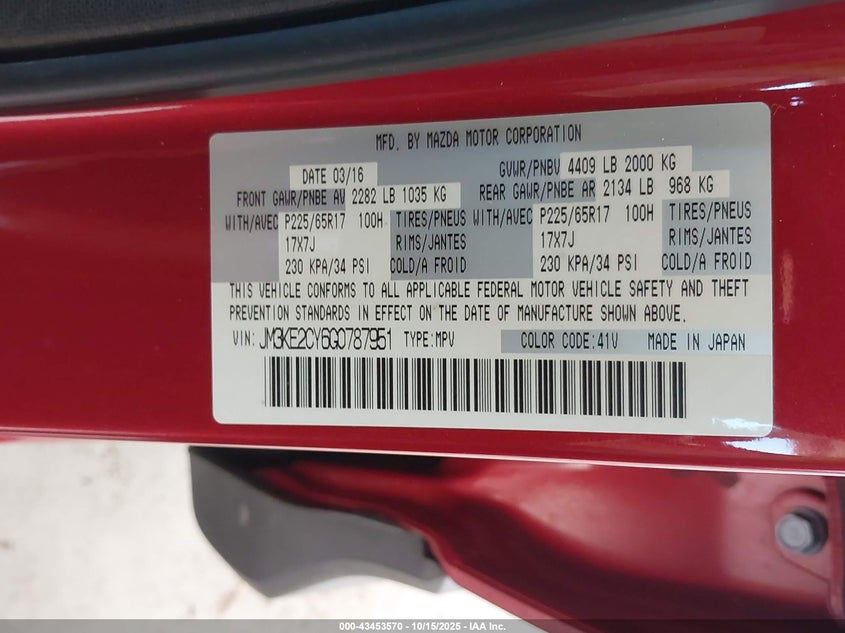 MFD. BY MAZDA MOTOR CORPORATION
DATE 03/16 GVWR/PNBV 4409 LB 2000 KG
FRONT GAWR/PNBE AV 2282 LB 1035 KG REAR GAWR/PNBE AR 2134 LB 968 KG
WITH/AVEC P225/65R17 100H TIRES/PNEUS WITH/AVEC P225/65R17 100H TIRES/PNEUS
17X7J RIMS/JANTES 17X7J RIMS/JANTES
230 KPA/34 PSI COLD/A FROID 230 KPA/34 PSI COLD/A FROID
THIS VEHICLE CONFORMS TO ALL APPLICABLE FEDERAL MOTOR VEHICLE SAFETY AND THEFT
PREVENTION STANDARDS IN EFFECT ON THE DATE OF MANUFACTURE SHOWN ABOVE.
VIN: JM3KE2CY6G0787951 TYPE:MPV COLOR CODE:41V MADE IN JAPAN
000-43453570 - 10/15/2025 - IAA Inc.